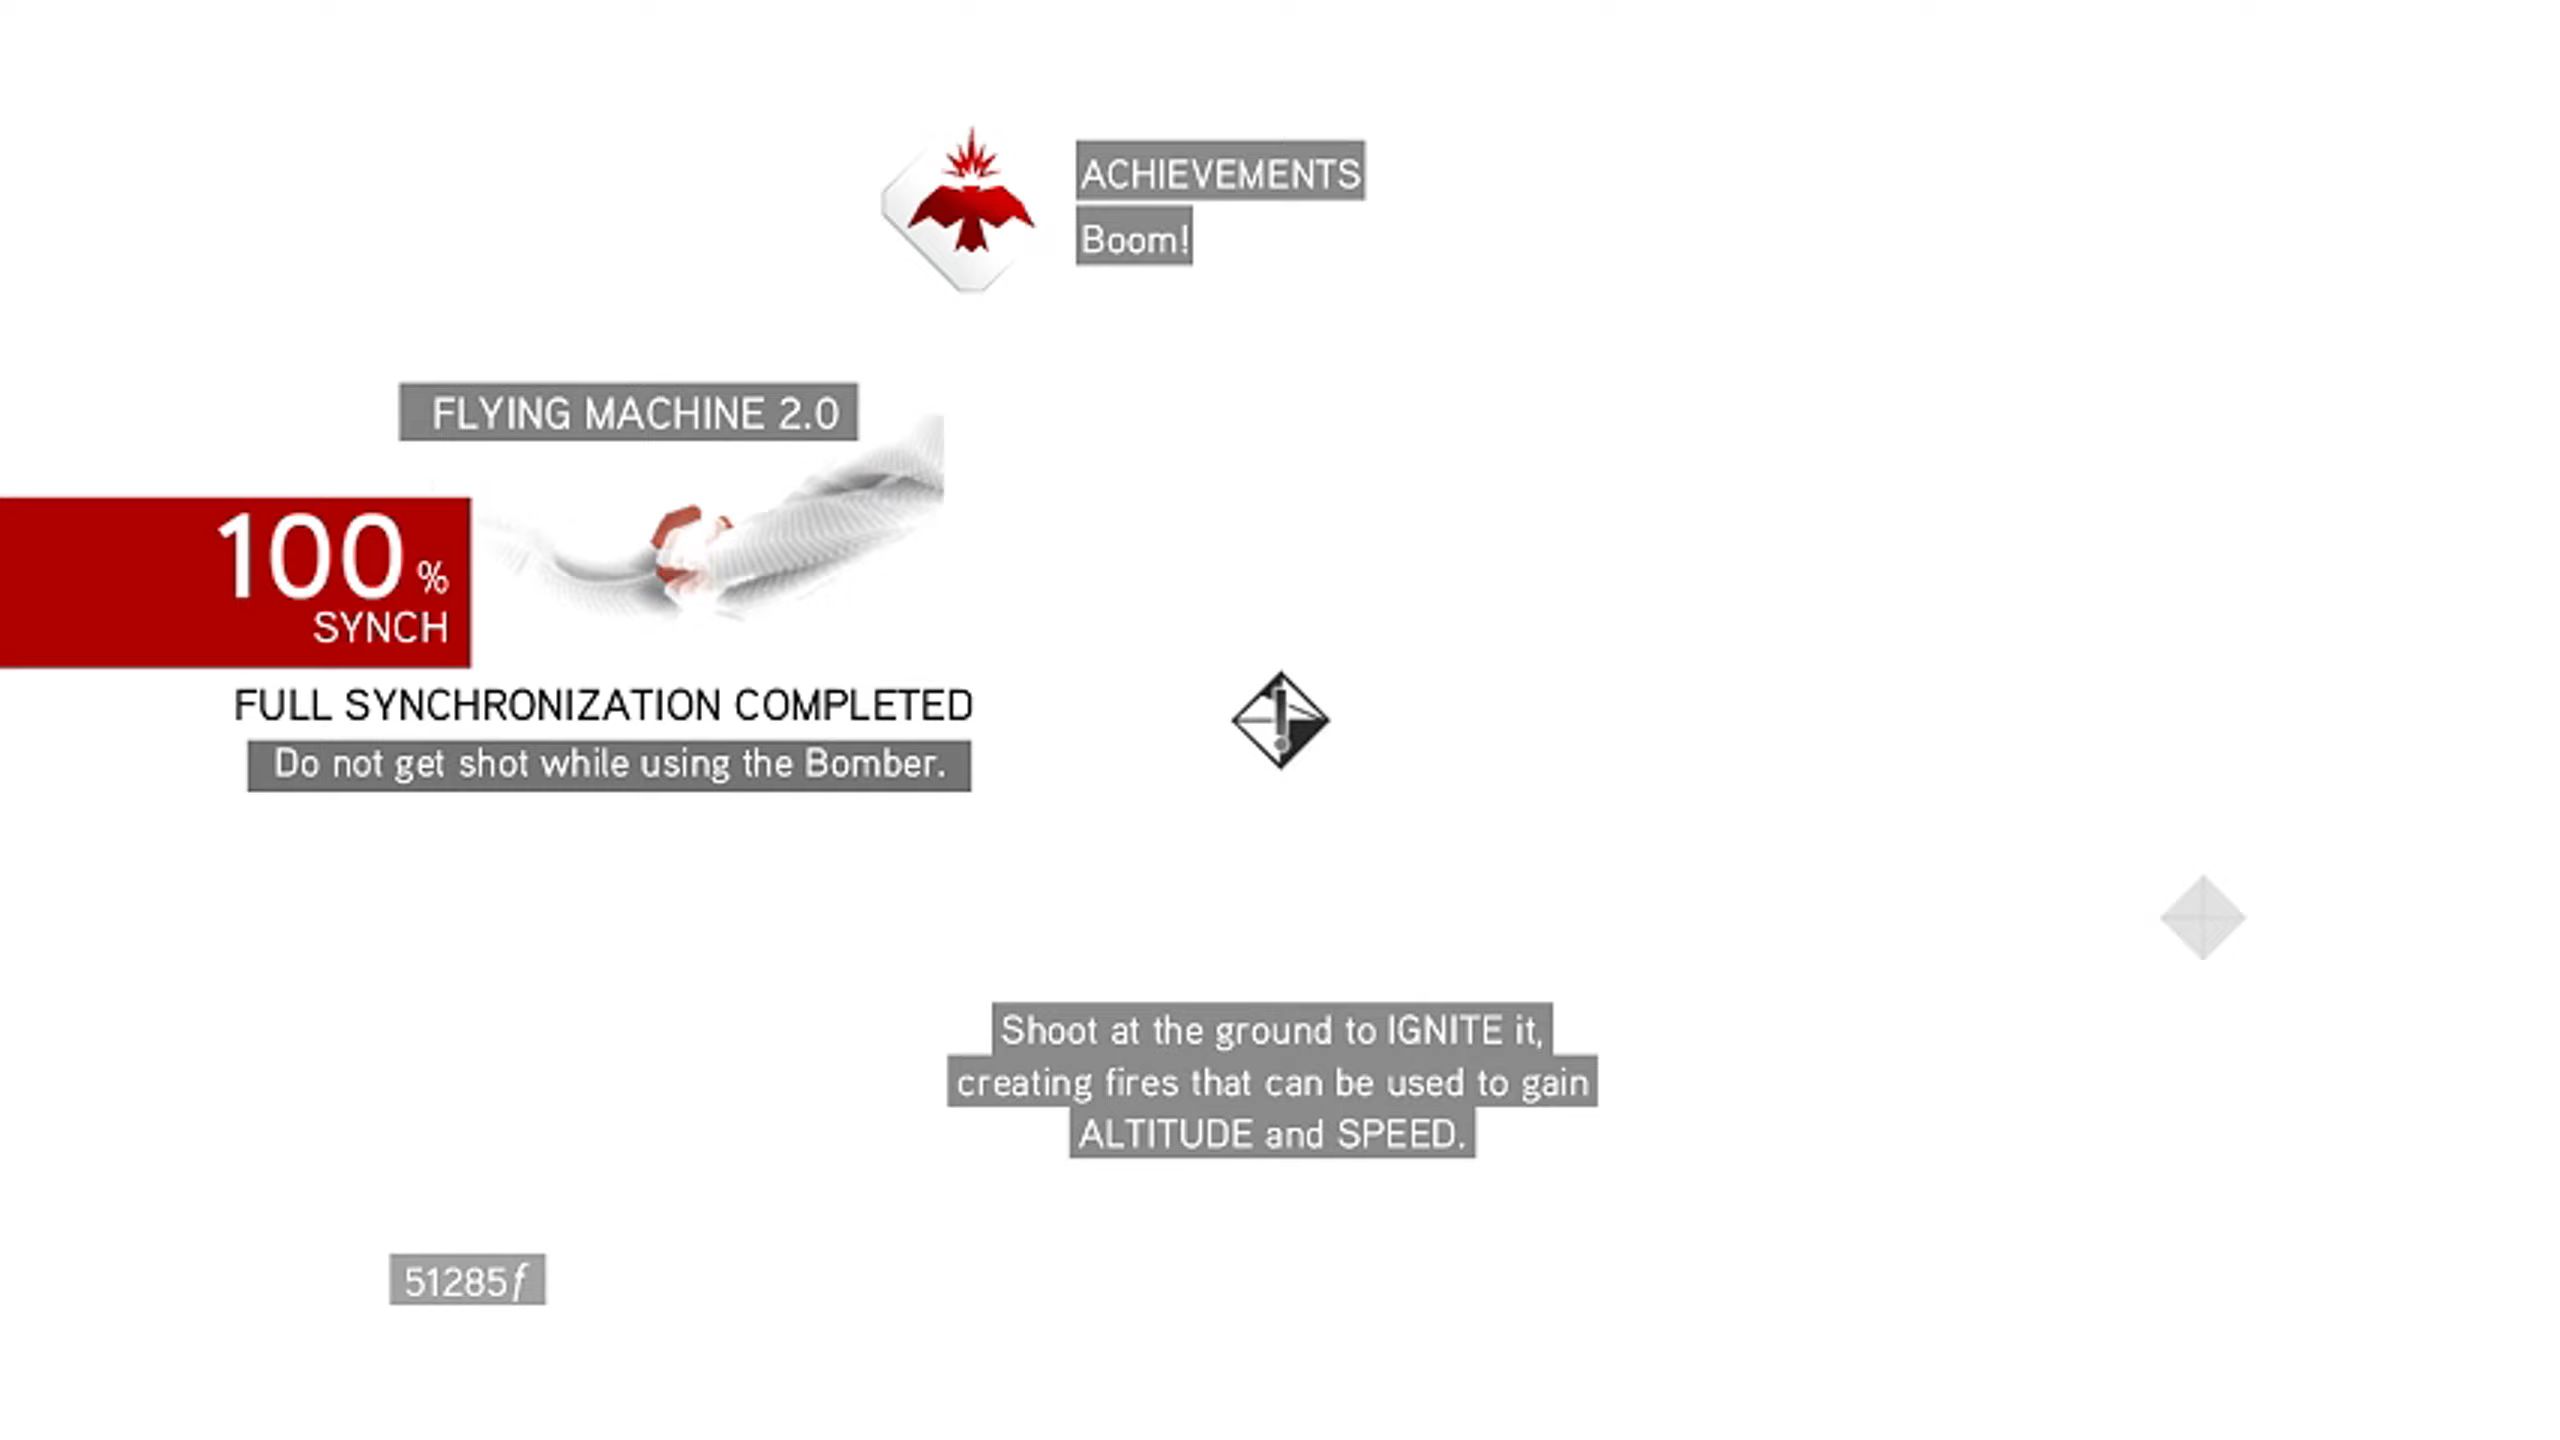 ACHIEVEMENTS
Boom!
FLYING MACHINE 2.0
100 %
SYNCH
FULL SYNCHRONIZATION COMPLETED
Do not get shot while using the Bomber.
Shoot at the ground to IGNITE it,
creating fires that can be used to gain
ALTITUDE and SPEED.
51285ƒ